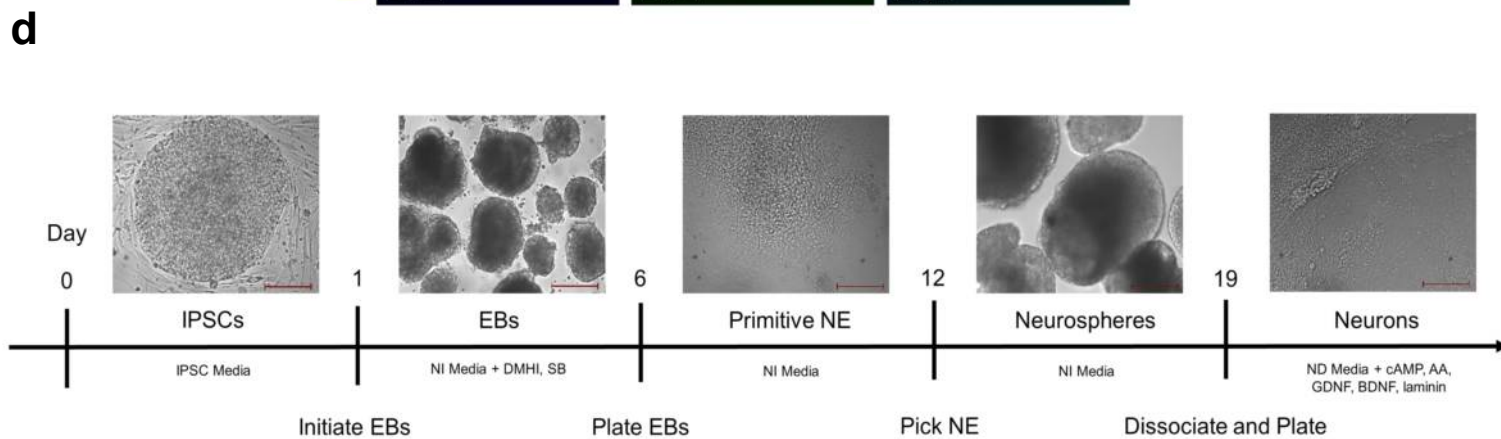 d
Day
0
1
6
12
19
IPSCs
EBs
Primitive NE
Neurospheres
Neurons
IPSC Media
NI Media + DMHI, SB
NI Media
NI Media
ND Media + cAMP, AA,
GDNF, BDNF, laminin
Initiate EBs
Plate EBs
Pick NE
Dissociate and Plate